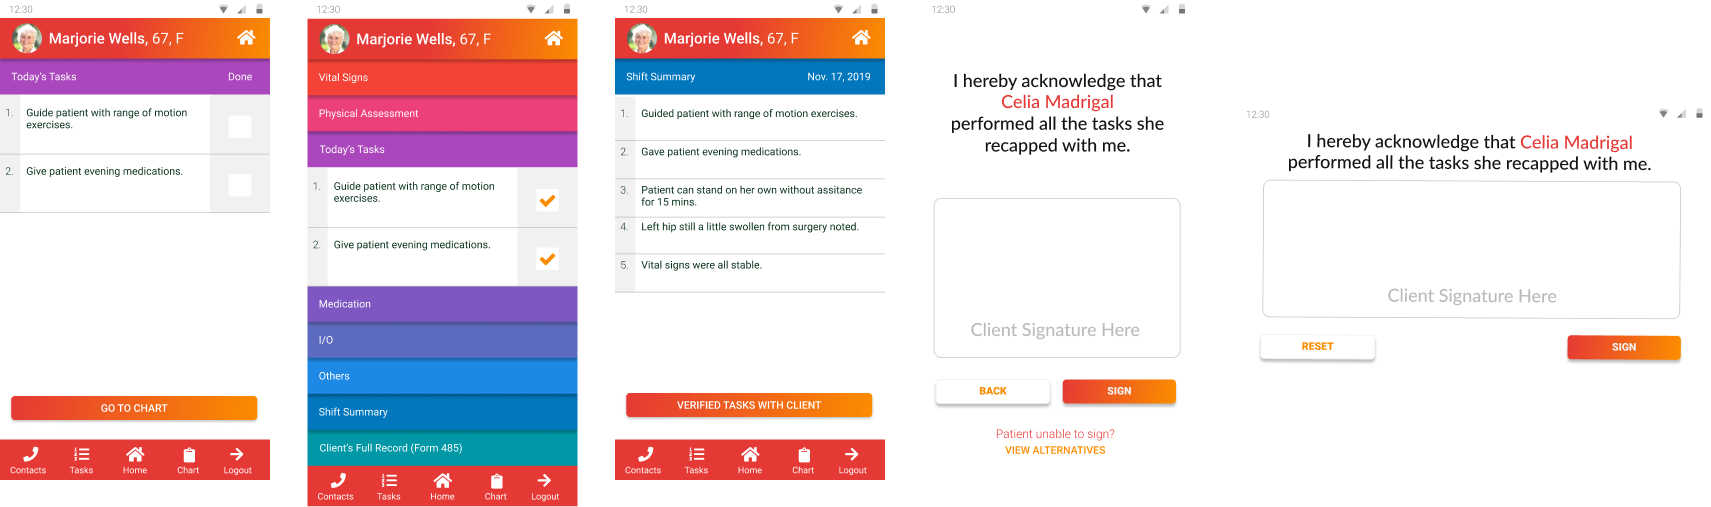 12:30
Marjorie Wells, 67, F
Today's Tasks Done
1. Guide patient with range of motion
exercises.
2. Give patient evening medications.
GO TO CHART
Contacts Tasks Home Chart Logout
12:30
Marjorie Wells, 67, F
Vital Signs
Physical Assessment
Today's Tasks
1. Guide patient with range of motion
exercises.
2. Give patient evening medications.
Medication
I/O
Others
Shift Summary
Client's Full Record (Form 485)
Contacts Tasks Home Chart Logout
12:30
Marjorie Wells, 67, F
Shift Summary Nov. 17, 2019
1. Guided patient with range of motion exercises.
2. Gave patient evening medications.
3. Patient can stand on her own without assitance
for 15 mins.
4. Left hip still a little swollen from surgery noted.
5. Vital signs were all stable.
VERIFIED TASKS WITH CLIENT
Contacts Tasks Home Chart Logout
12:30
I hereby acknowledge that
Celia Madrigal
performed all the tasks she
recapped with me.
Client Signature Here
BACK SIGN
Patient unable to sign?
VIEW ALTERNATIVES
12:30
I hereby acknowledge that Celia Madrigal
performed all the tasks she recapped with me.
Client Signature Here
RESET SIGN